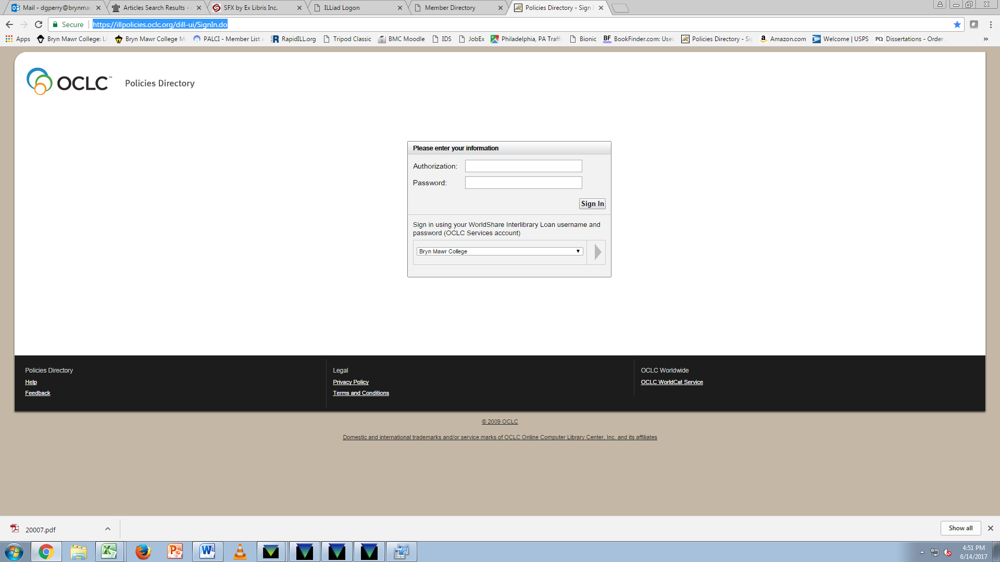 Mail - dgperry@brynmaw
Articles Search Results -
SFX by Ex Libris Inc.
ILLiad Logon
Member Directory
Policies Directory - Sign I
Secure
https://illpolicies.oclc.org/dill-ui/SignIn.do
Apps
Bryn Mawr College: Li
Bryn Mawr College M
PALCI - Member List a
RapidILL.org
Tripod Classic
BMC Moodle
IDS
JobEx
Philadelphia, PA Traffi
Bionic
BF
BookFinder.com: Used
Policies Directory - Sig
Amazon.com
Welcome | USPS
PQ
Dissertations - Order
»
OCLC™
Policies Directory
Please enter your information
Authorization:
Password:
Sign In
Sign in using your WorldShare Interlibrary Loan username and
password (OCLC Services account)
Bryn Mawr College
Policies Directory
Help
Feedback
Legal
Privacy Policy
Terms and Conditions
OCLC Worldwide
OCLC WorldCat Service
© 2009 OCLC
Domestic and international trademarks and/or service marks of OCLC Online Computer Library Center, Inc. and its affiliates
20007.pdf
Show all
4:51 PM
6/14/2017